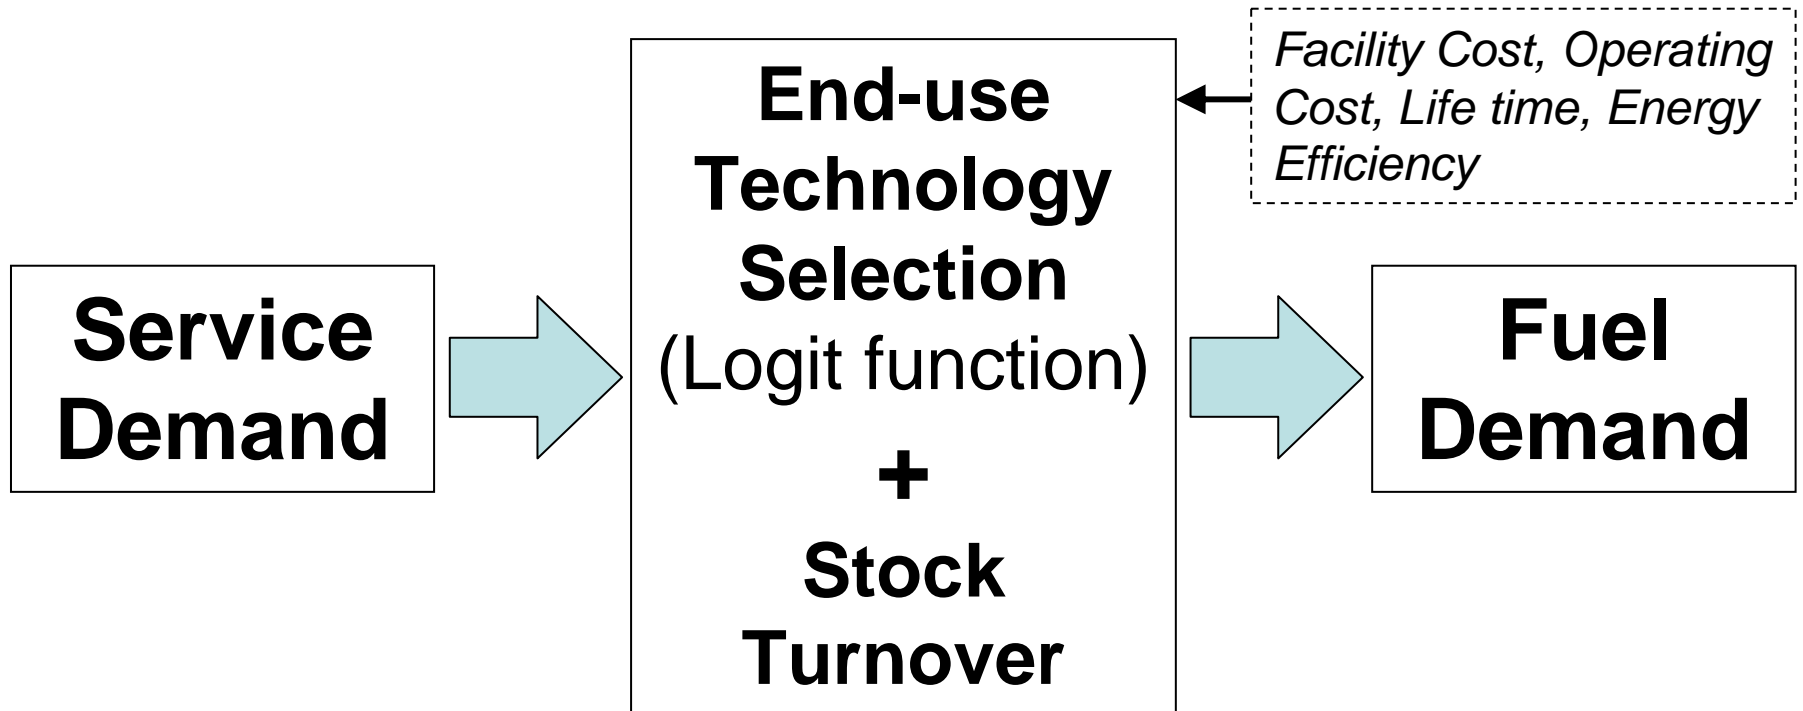 Service
Demand
End-use
Technology
Selection
(Logit function)
+
Stock
Turnover
Facility Cost, Operating
Cost, Life time, Energy
Efficiency
Fuel
Demand